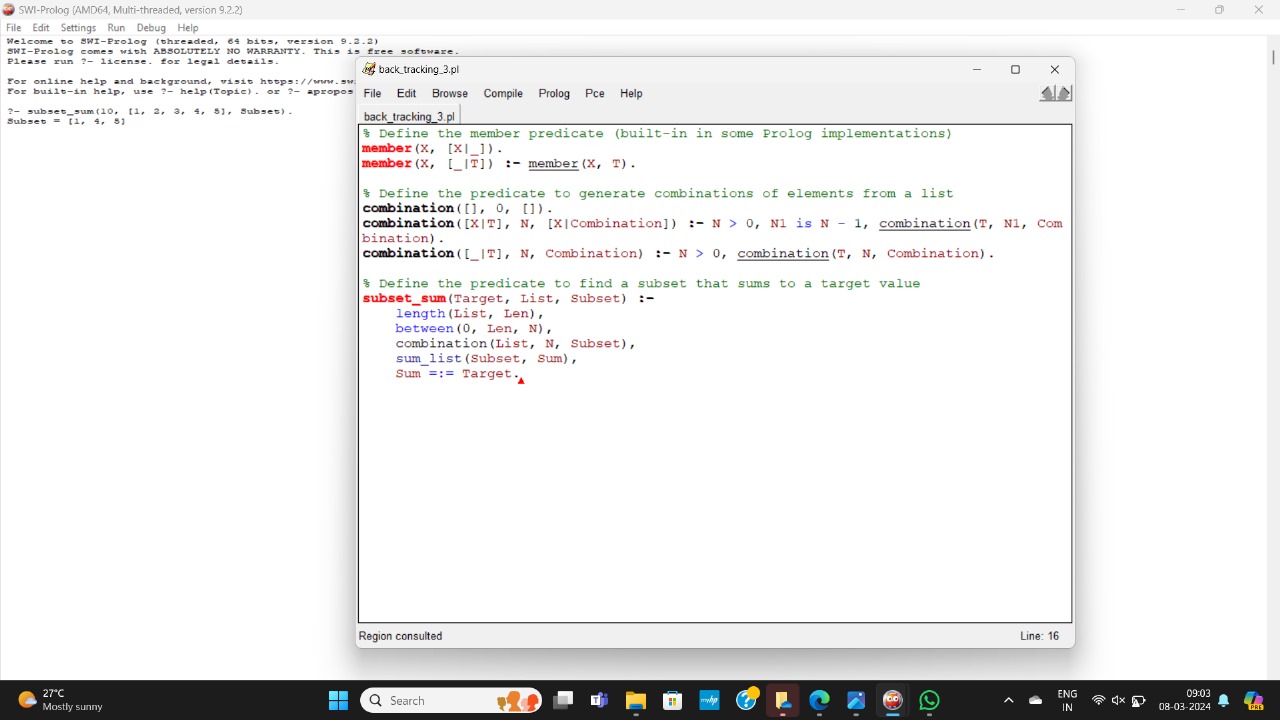 SWI-Prolog (AMD64, Multi-threaded, version 9.2.2)
File Edit Settings Run Debug Help
Welcome to SWI-Prolog (threaded, 64 bits, version 9.2.2)
SWI-Prolog comes with ABSOLUTELY NO WARRANTY. This is free software.
Please run ?- license. for legal details.
For online help and background, visit https://www.sw
For built-in help, use ?- help(Topic). or ?- apropos
?- subset_sum(10, [1, 2, 3, 4, 5], Subset).
Subset = [1, 4, 5]
back_tracking_3.pl
File Edit Browse Compile Prolog Pce Help
back_tracking_3.pl
% Define the member predicate (built-in in some Prolog implementations)
member(X, [X|_]).
member(X, [_|T]) :- member(X, T).
% Define the predicate to generate combinations of elements from a list
combination([], 0, []).
combination([X|T], N, [X|Combination]) :- N > 0, N1 is N - 1, combination(T, N1, Com
bination).
combination([_|T], N, Combination) :- N > 0, combination(T, N, Combination).
% Define the predicate to find a subset that sums to a target value
subset_sum(Target, List, Subset) :-
length(List, Len),
between(0, Len, N),
combination(List, N, Subset),
sum_list(Subset, Sum),
Sum =:= Target.
Region consulted
Line: 16
27°C
Mostly sunny
Search
ENG
IN
09:03
08-03-2024